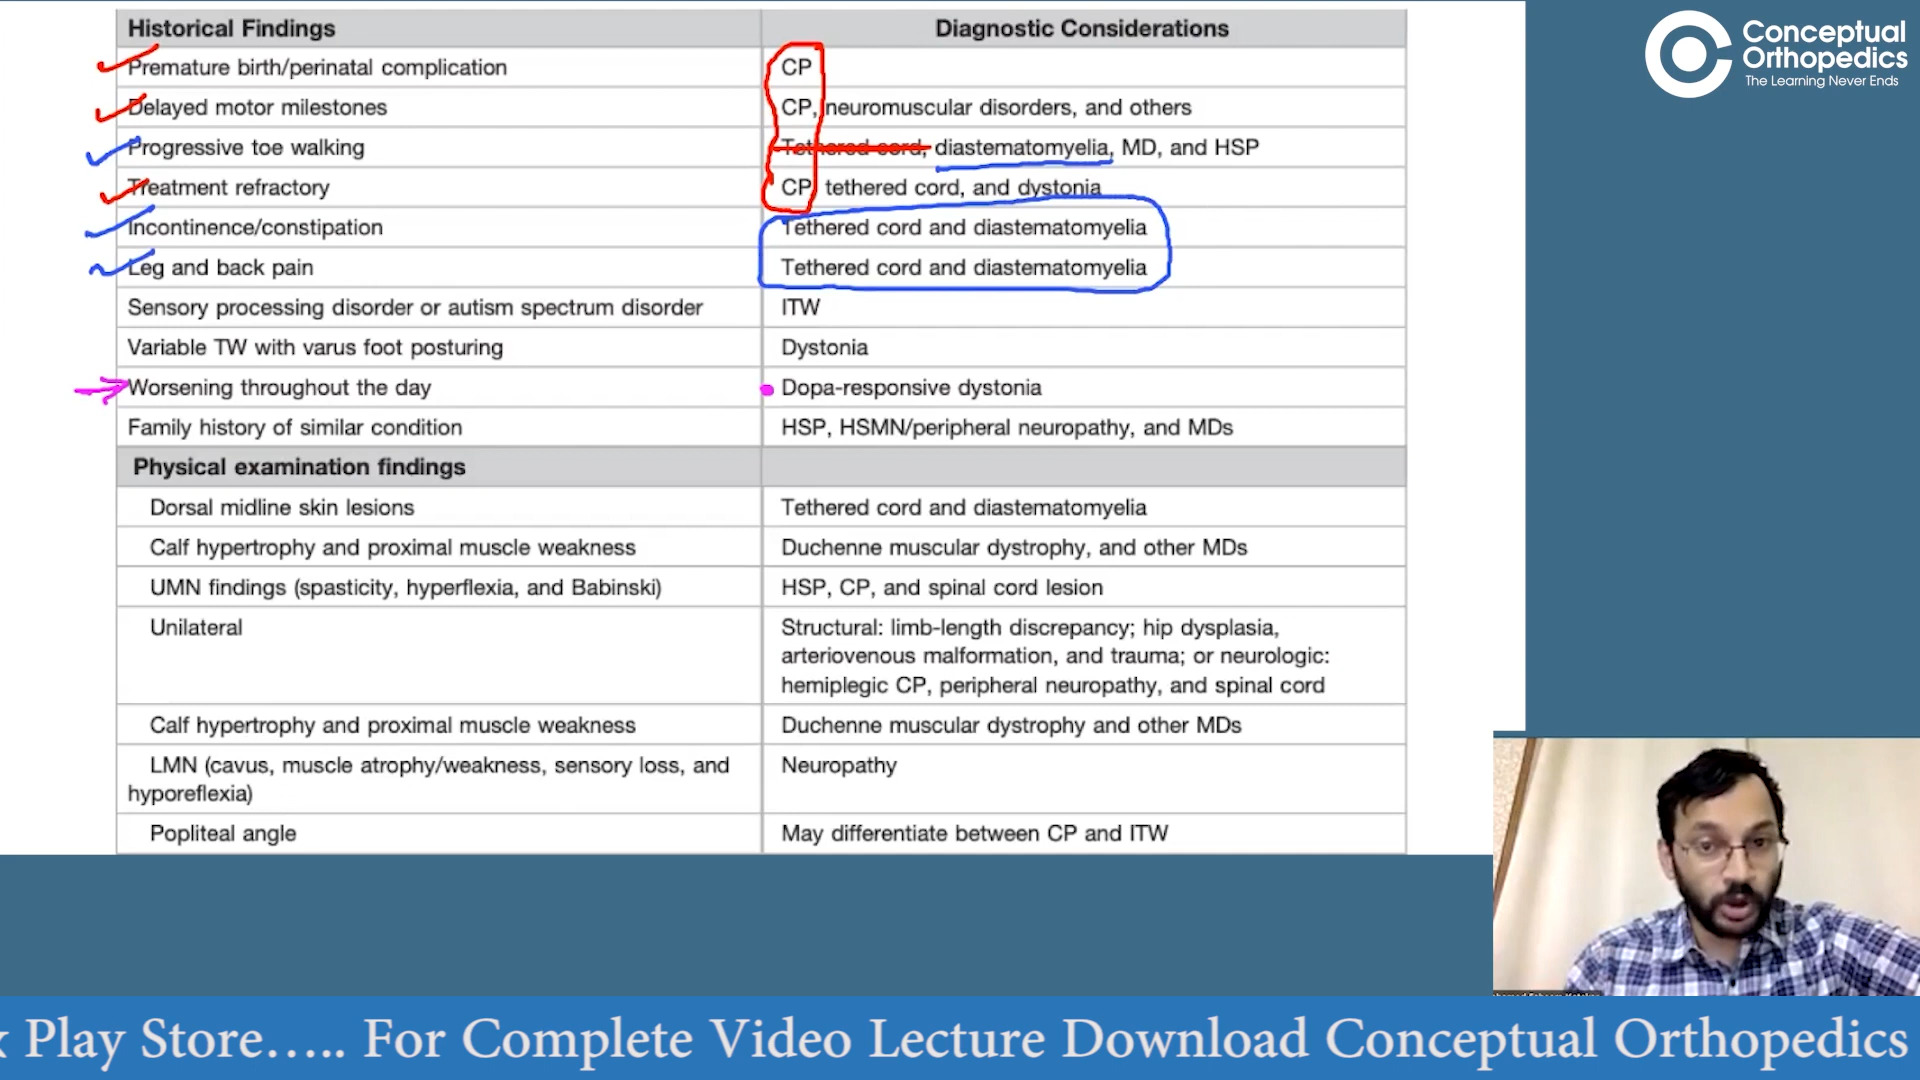 Historical Findings Diagnostic Considerations
Premature birth/perinatal complication CP
Delayed motor milestones CP, neuromuscular disorders, and others
Progressive toe walking Tethered cord, diastematomyelia, MD, and HSP
Treatment refractory CP, tethered cord, and dystonia
Incontinence/constipation Tethered cord and diastematomyelia
Leg and back pain Tethered cord and diastematomyelia
Sensory processing disorder or autism spectrum disorder ITW
Variable TW with varus foot posturing Dystonia
Worsening throughout the day Dopa-responsive dystonia
Family history of similar condition HSP, HSMN/peripheral neuropathy, and MDs
Physical examination findings
Dorsal midline skin lesions Tethered cord and diastematomyelia
Calf hypertrophy and proximal muscle weakness Duchenne muscular dystrophy, and other MDs
UMN findings (spasticity, hyperflexia, and Babinski) HSP, CP, and spinal cord lesion
Unilateral Structural: limb-length discrepancy; hip dysplasia,
arteriovenous malformation, and trauma; or neurologic:
hemiplegic CP, peripheral neuropathy, and spinal cord
Calf hypertrophy and proximal muscle weakness Duchenne muscular dystrophy and other MDs
LMN (cavus, muscle atrophy/weakness, sensory loss, and Neuropathy
hyporeflexia)
Popliteal angle May differentiate between CP and ITW
Conceptual
Orthopedics
The Learning Never Ends
Play Store..... For Complete Video Lecture Download Conceptual Orthopedics